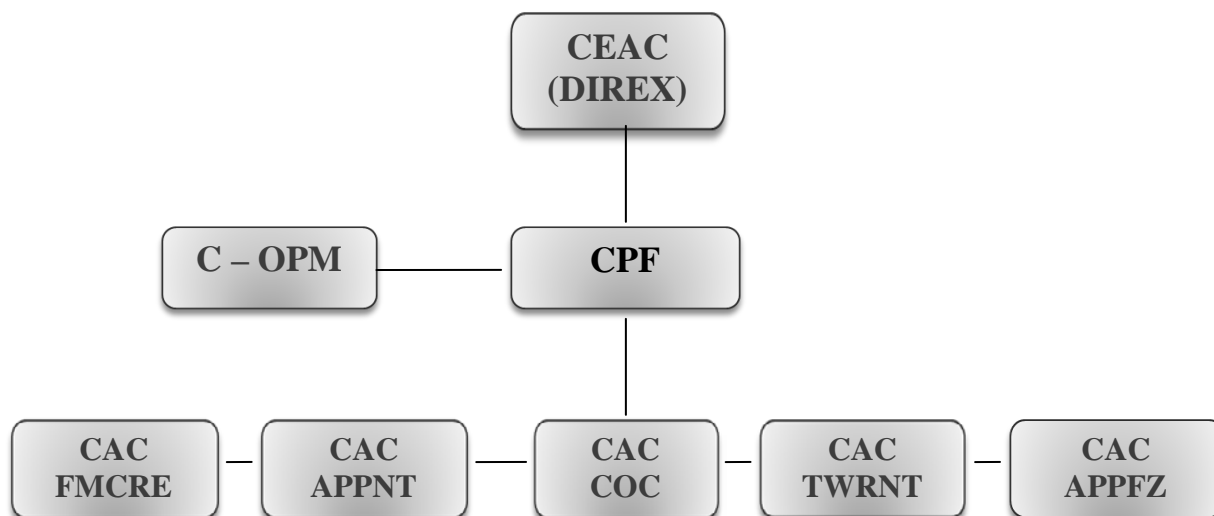 CEAC
(DIREX)
C – OPM
CPF
CAC
FMCRE
CAC
APPNT
CAC
COC
CAC
TWRNT
CAC
APPFZ